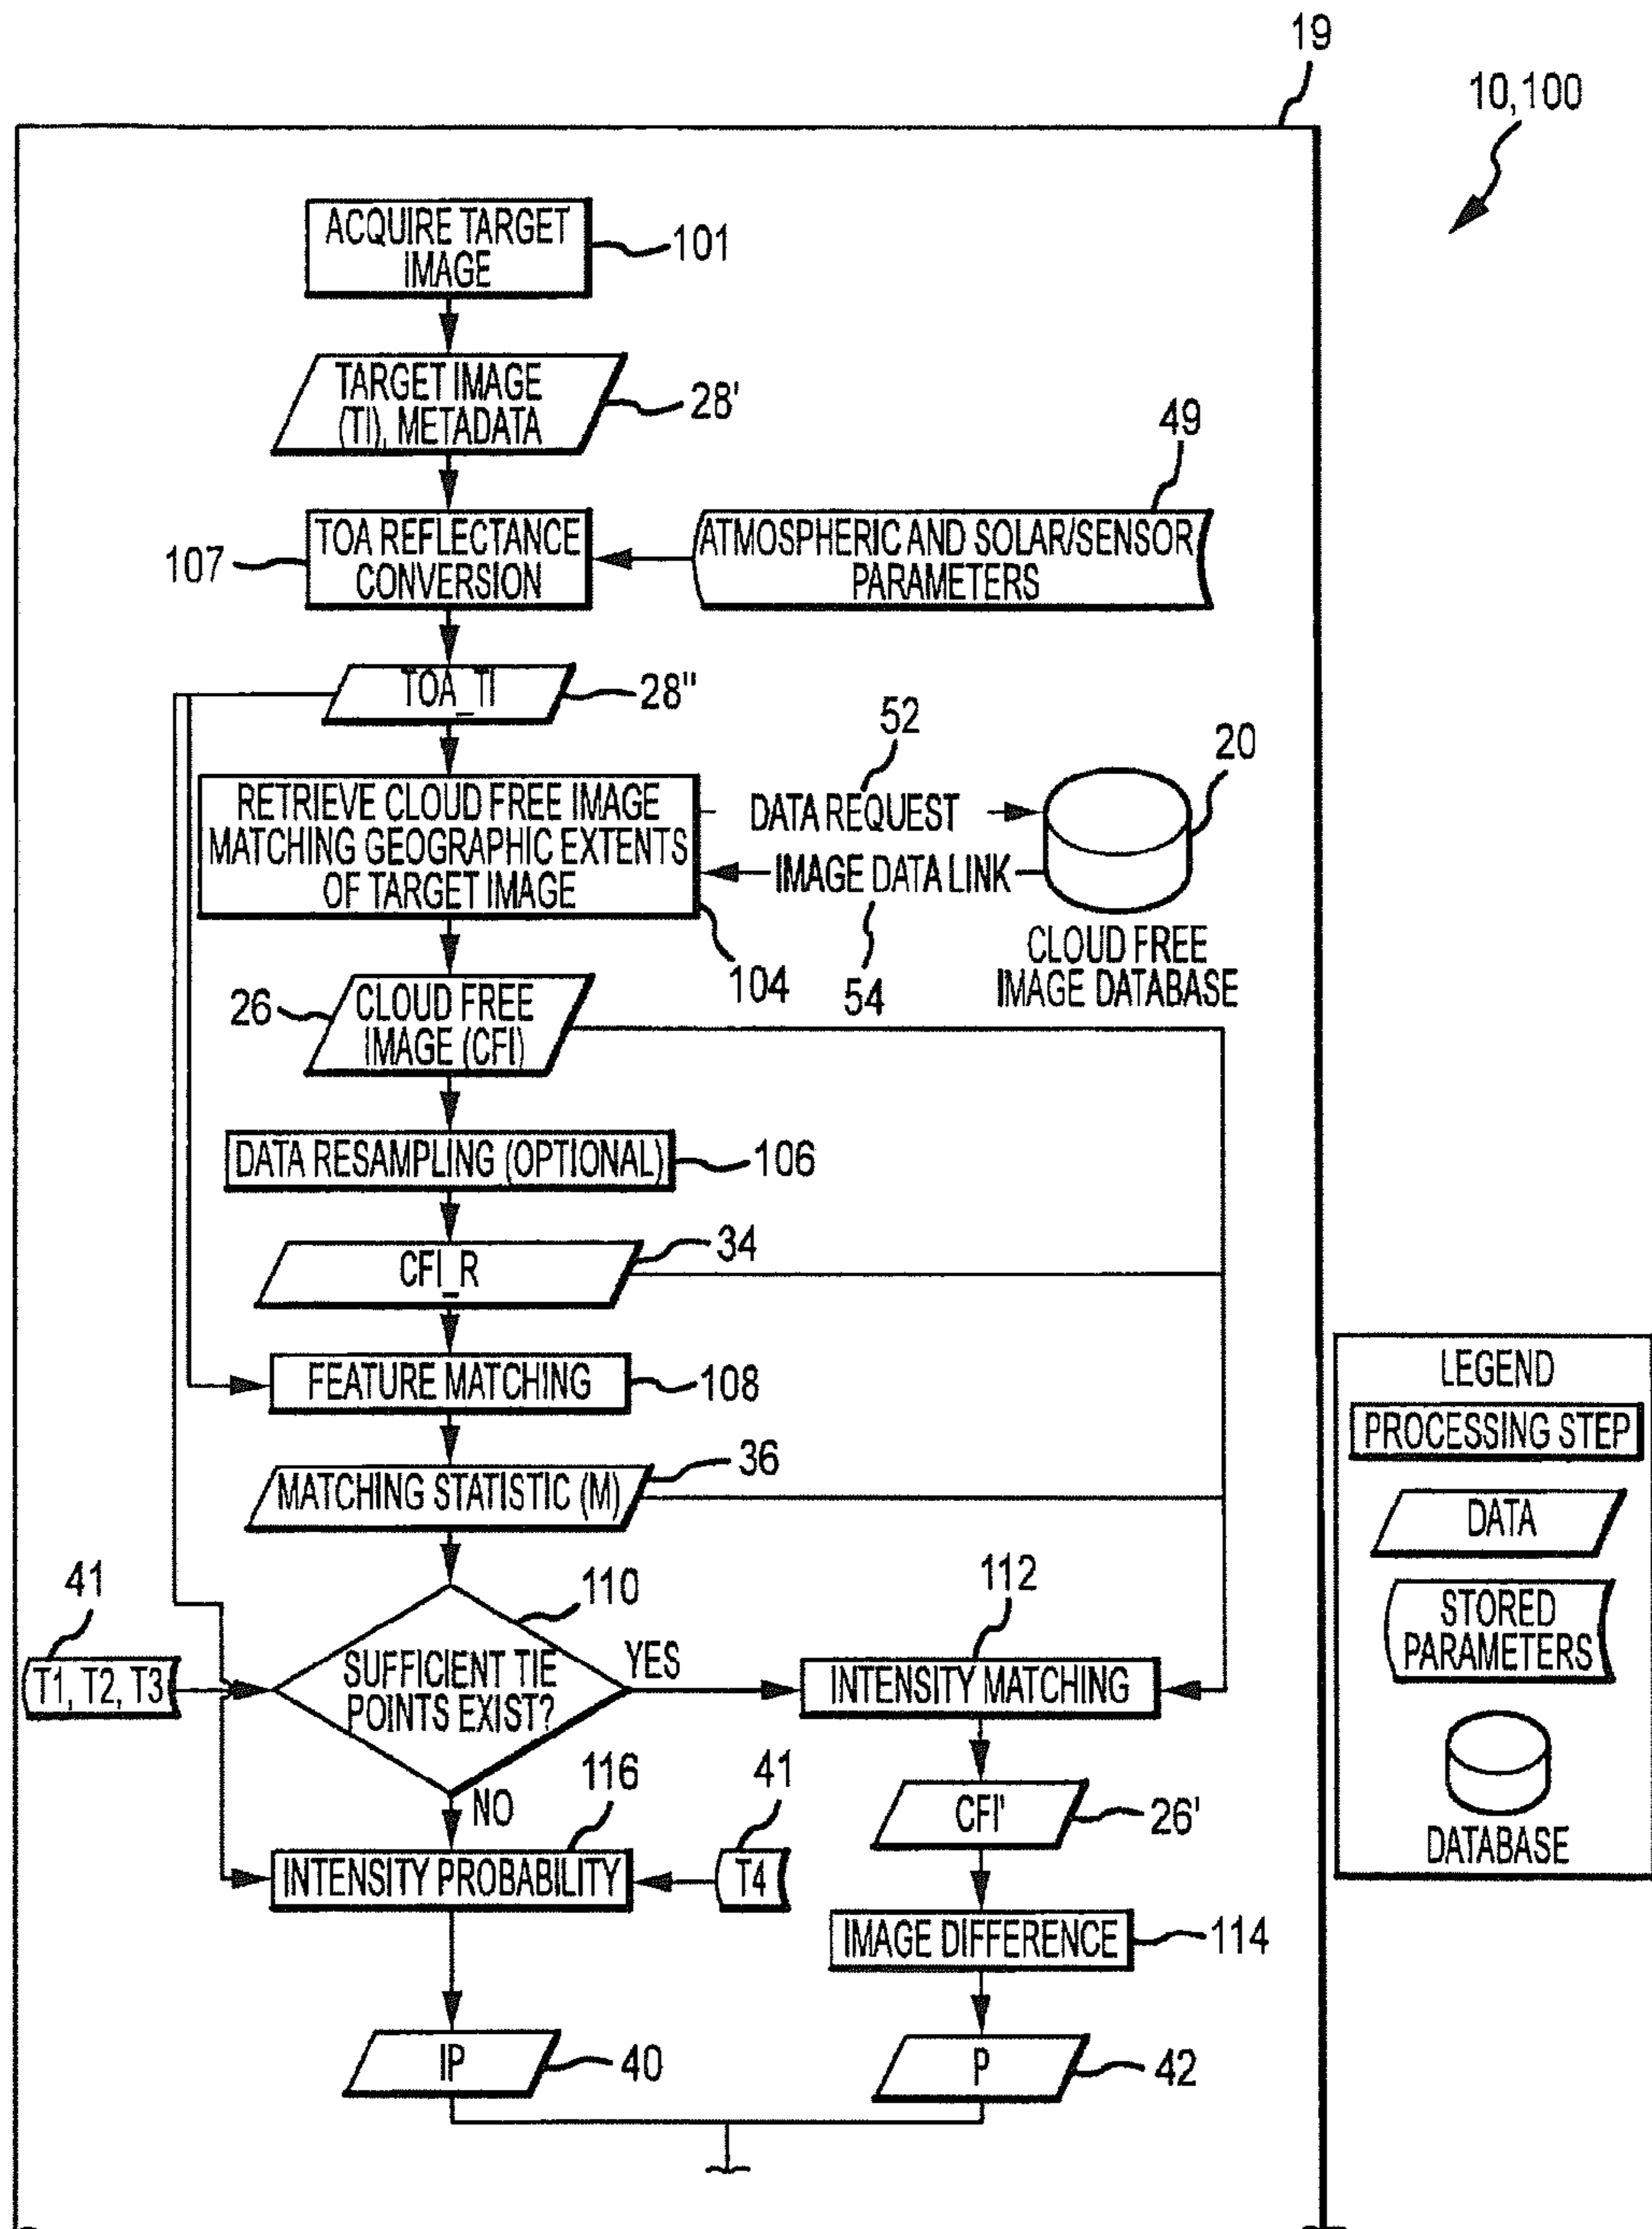 19
10,100
ACQUIRE TARGET
IMAGE
101
TARGET IMAGE
(TI), METADATA
28'
49
TOA REFLECTANCE
CONVERSION
107
ATMOSPHERIC AND SOLAR/SENSOR
PARAMETERS
TOA_TI
28"
52
20
RETRIEVE CLOUD FREE IMAGE
MATCHING GEOGRAPHIC EXTENTS
OF TARGET IMAGE
DATA REQUEST
IMAGE DATA LINK
104
54
CLOUD FREE
IMAGE DATABASE
26
CLOUD FREE
IMAGE (CFI)
DATA RESAMPLING (OPTIONAL)
106
CFI_R
34
FEATURE MATCHING
108
MATCHING STATISTIC (M)
36
41
T1, T2, T3
110
SUFFICIENT TIE
POINTS EXIST?
YES
112
INTENSITY MATCHING
NO
116
41
INTENSITY PROBABILITY
T4
CFI'
26'
IMAGE DIFFERENCE
114
IP
40
P
42
LEGEND
PROCESSING STEP
DATA
STORED
PARAMETERS
DATABASE